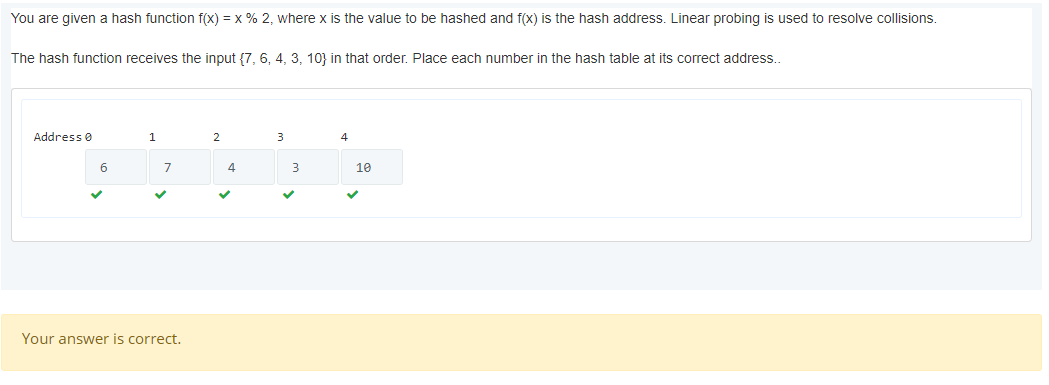 You are given a hash function f(x) = x % 2, where x is the value to be hashed and f(x) is the hash address. Linear probing is used to resolve collisions.
The hash function receives the input {7, 6, 4, 3, 10} in that order. Place each number in the hash table at its correct address..
Address 0 1 2 3 4
6 7 4 3 10
Your answer is correct.